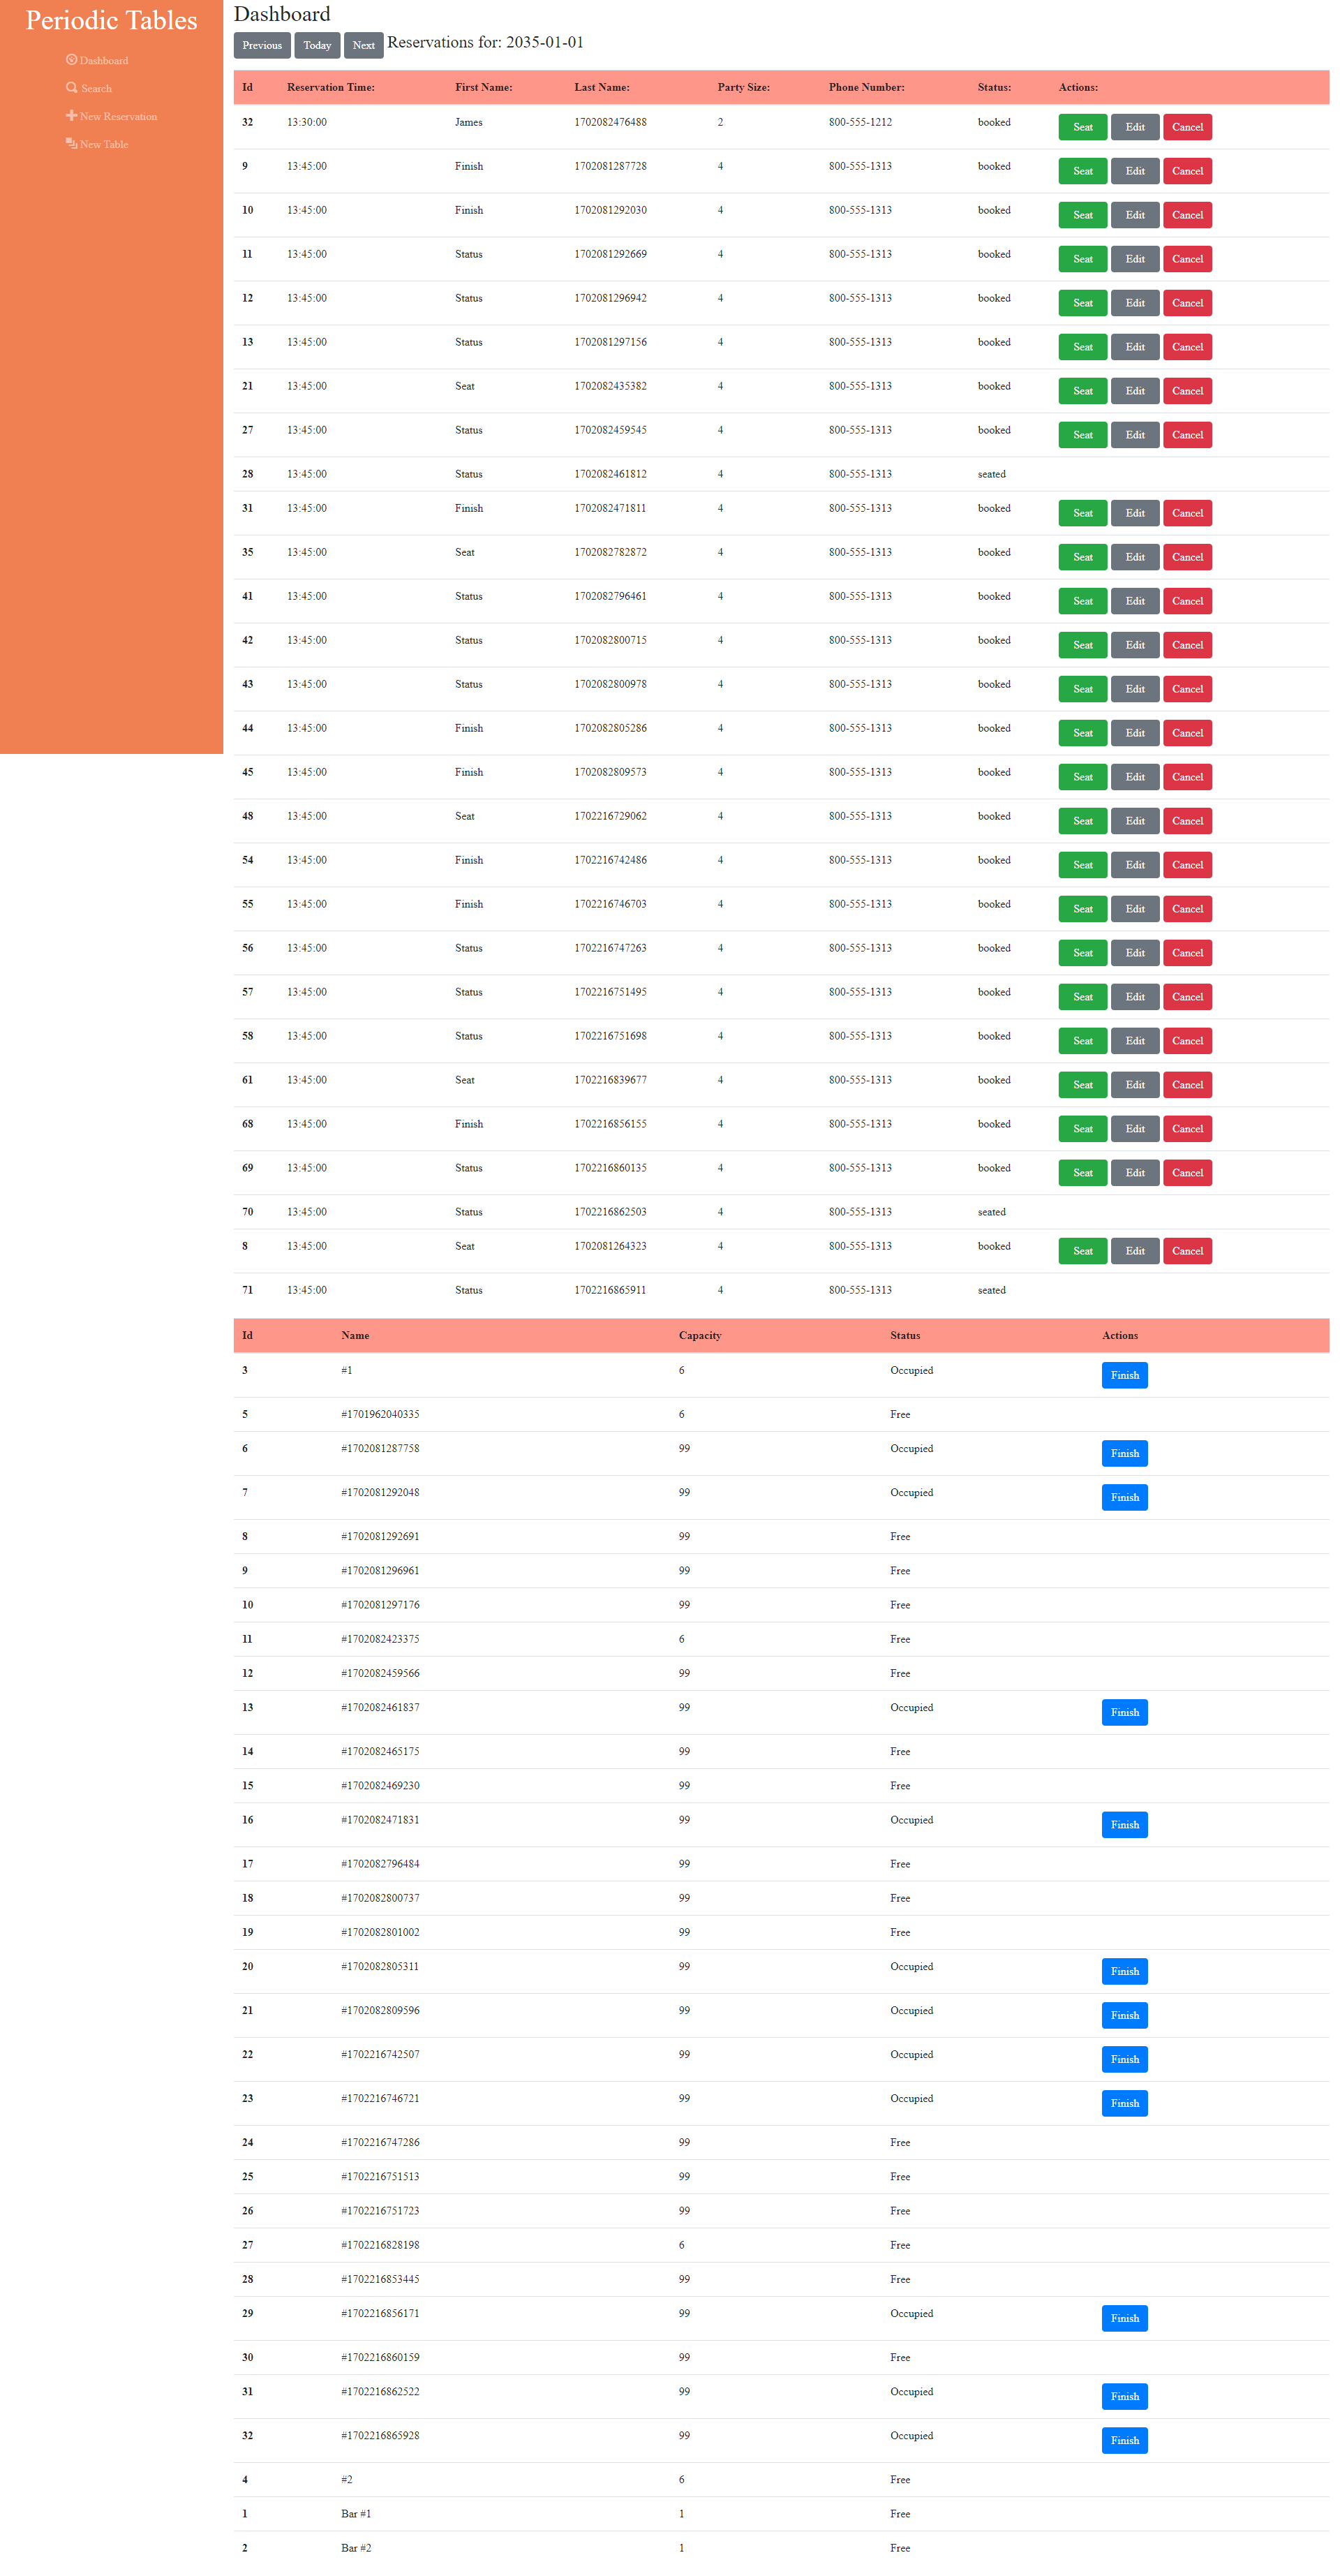 Periodic Tables
Dashboard
Search
New Reservation
New Table
Dashboard
Previous Today Next Reservations for: 2035-01-01
Id Reservation Time: First Name: Last Name: Party Size: Phone Number: Status: Actions:
32 13:30:00 James 1702082476488 2 800-555-1212 booked Seat Edit Cancel
9 13:45:00 Finish 1702081287728 4 800-555-1313 booked Seat Edit Cancel
10 13:45:00 Finish 1702081292030 4 800-555-1313 booked Seat Edit Cancel
11 13:45:00 Status 1702081292669 4 800-555-1313 booked Seat Edit Cancel
12 13:45:00 Status 1702081296942 4 800-555-1313 booked Seat Edit Cancel
13 13:45:00 Status 1702081297156 4 800-555-1313 booked Seat Edit Cancel
21 13:45:00 Seat 1702082435382 4 800-555-1313 booked Seat Edit Cancel
27 13:45:00 Status 1702082459545 4 800-555-1313 booked Seat Edit Cancel
28 13:45:00 Status 1702082461812 4 800-555-1313 seated
31 13:45:00 Finish 1702082471811 4 800-555-1313 booked Seat Edit Cancel
35 13:45:00 Seat 1702082782872 4 800-555-1313 booked Seat Edit Cancel
41 13:45:00 Status 1702082796461 4 800-555-1313 booked Seat Edit Cancel
42 13:45:00 Status 1702082800715 4 800-555-1313 booked Seat Edit Cancel
43 13:45:00 Status 1702082800978 4 800-555-1313 booked Seat Edit Cancel
44 13:45:00 Finish 1702082805286 4 800-555-1313 booked Seat Edit Cancel
45 13:45:00 Finish 1702082809573 4 800-555-1313 booked Seat Edit Cancel
48 13:45:00 Seat 1702216729062 4 800-555-1313 booked Seat Edit Cancel
54 13:45:00 Finish 1702216742486 4 800-555-1313 booked Seat Edit Cancel
55 13:45:00 Finish 1702216746703 4 800-555-1313 booked Seat Edit Cancel
56 13:45:00 Status 1702216747263 4 800-555-1313 booked Seat Edit Cancel
57 13:45:00 Status 1702216751495 4 800-555-1313 booked Seat Edit Cancel
58 13:45:00 Status 1702216751698 4 800-555-1313 booked Seat Edit Cancel
61 13:45:00 Seat 1702216839677 4 800-555-1313 booked Seat Edit Cancel
68 13:45:00 Finish 1702216856155 4 800-555-1313 booked Seat Edit Cancel
69 13:45:00 Status 1702216860135 4 800-555-1313 booked Seat Edit Cancel
70 13:45:00 Status 1702216862503 4 800-555-1313 seated
8 13:45:00 Seat 1702081264323 4 800-555-1313 booked Seat Edit Cancel
71 13:45:00 Status 1702216865911 4 800-555-1313 seated
Id Name Capacity Status Actions
3 #1 6 Occupied Finish
5 #1701962040335 6 Free
6 #1702081287758 99 Occupied Finish
7 #1702081292048 99 Occupied Finish
8 #1702081292691 99 Free
9 #1702081296961 99 Free
10 #1702081297176 99 Free
11 #1702082423375 6 Free
12 #1702082459566 99 Free
13 #1702082461837 99 Occupied Finish
14 #1702082465175 99 Free
15 #1702082469230 99 Free
16 #1702082471831 99 Occupied Finish
17 #1702082796484 99 Free
18 #1702082800737 99 Free
19 #1702082801002 99 Free
20 #1702082805311 99 Occupied Finish
21 #1702082809596 99 Occupied Finish
22 #1702216742507 99 Occupied Finish
23 #1702216746721 99 Occupied Finish
24 #1702216747286 99 Free
25 #1702216751513 99 Free
26 #1702216751723 99 Free
27 #1702216828198 6 Free
28 #1702216853445 99 Free
29 #1702216856171 99 Occupied Finish
30 #1702216860159 99 Free
31 #1702216862522 99 Occupied Finish
32 #1702216865928 99 Occupied Finish
4 #2 6 Free
1 Bar #1 1 Free
2 Bar #2 1 Free